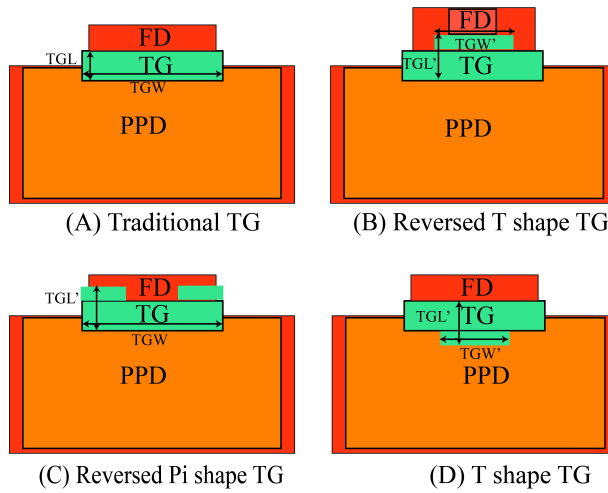 FD
TGL
TG
TGW
PPD
(A) Traditional TG
FD
TGW'
TGL'
TG
PPD
(B) Reversed T shape TG
TGL'
FD
TG
TGW
PPD
(C) Reversed Pi shape TG
FD
TGL'
TG
TGW'
PPD
(D) T shape TG